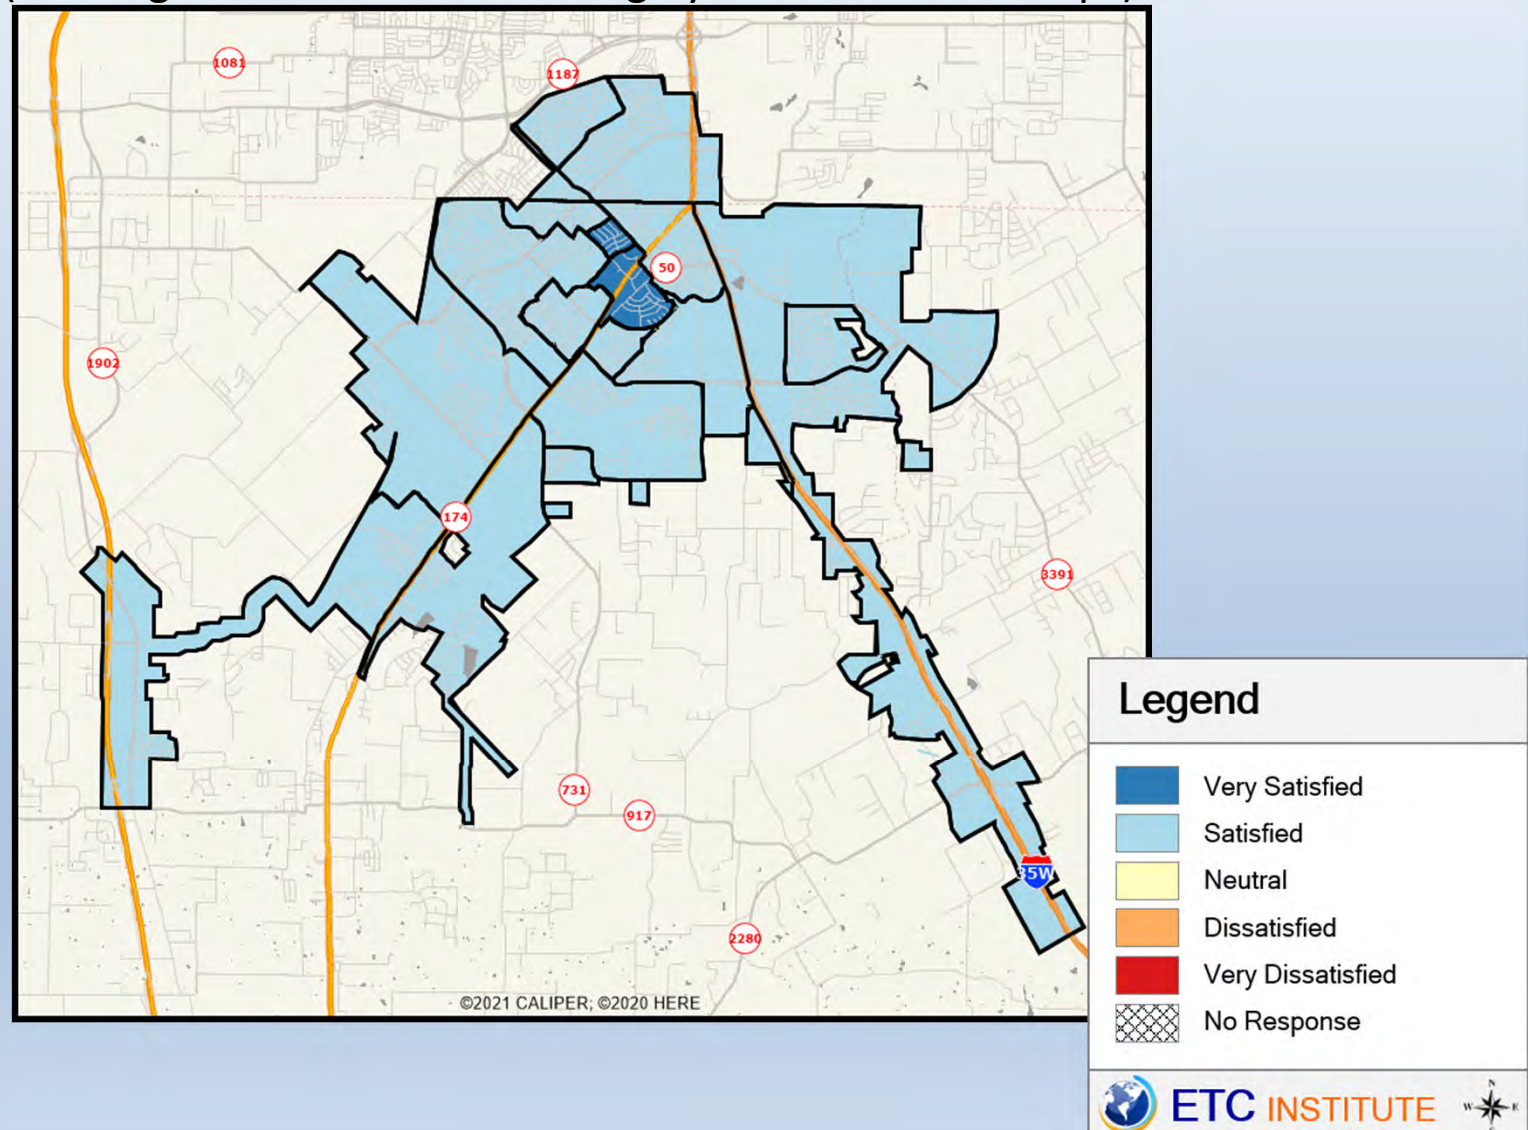 1081
1187
50
1902
174
3391
731
917
35W
2280
©2021 CALIPER; ©2020 HERE
Legend
Very Satisfied
Satisfied
Neutral
Dissatisfied
Very Dissatisfied
No Response
ETC INSTITUTE
N
W E